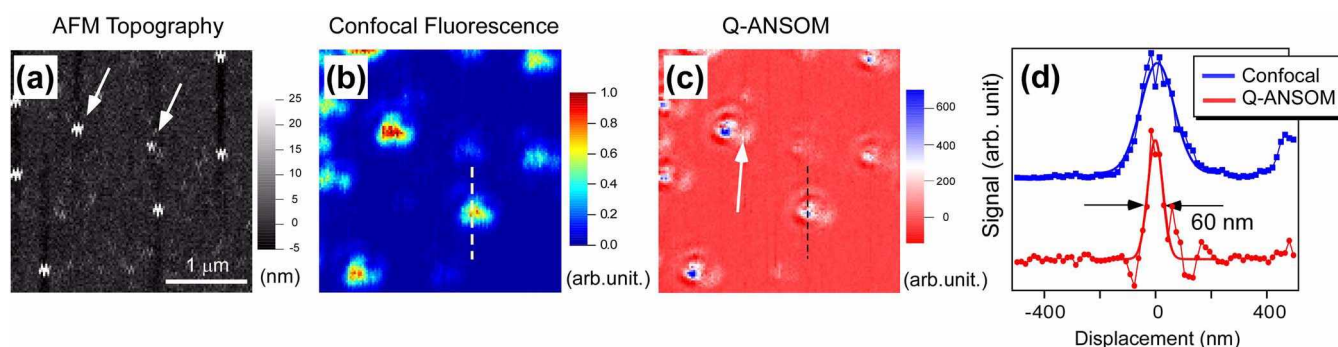 AFM Topography
Confocal Fluorescence
Q-ANSOM
(a)
25
20
15
10
5
0
-5
(nm)
1 μm
(b)
1.0
0.8
0.6
0.4
0.2
0.0
(arb.unit.)
(c)
600
400
200
0
(arb.unit.)
(d)
Confocal
Q-ANSOM
Signal (arb. unit)
60 nm
-400
0
400
Displacement (nm)